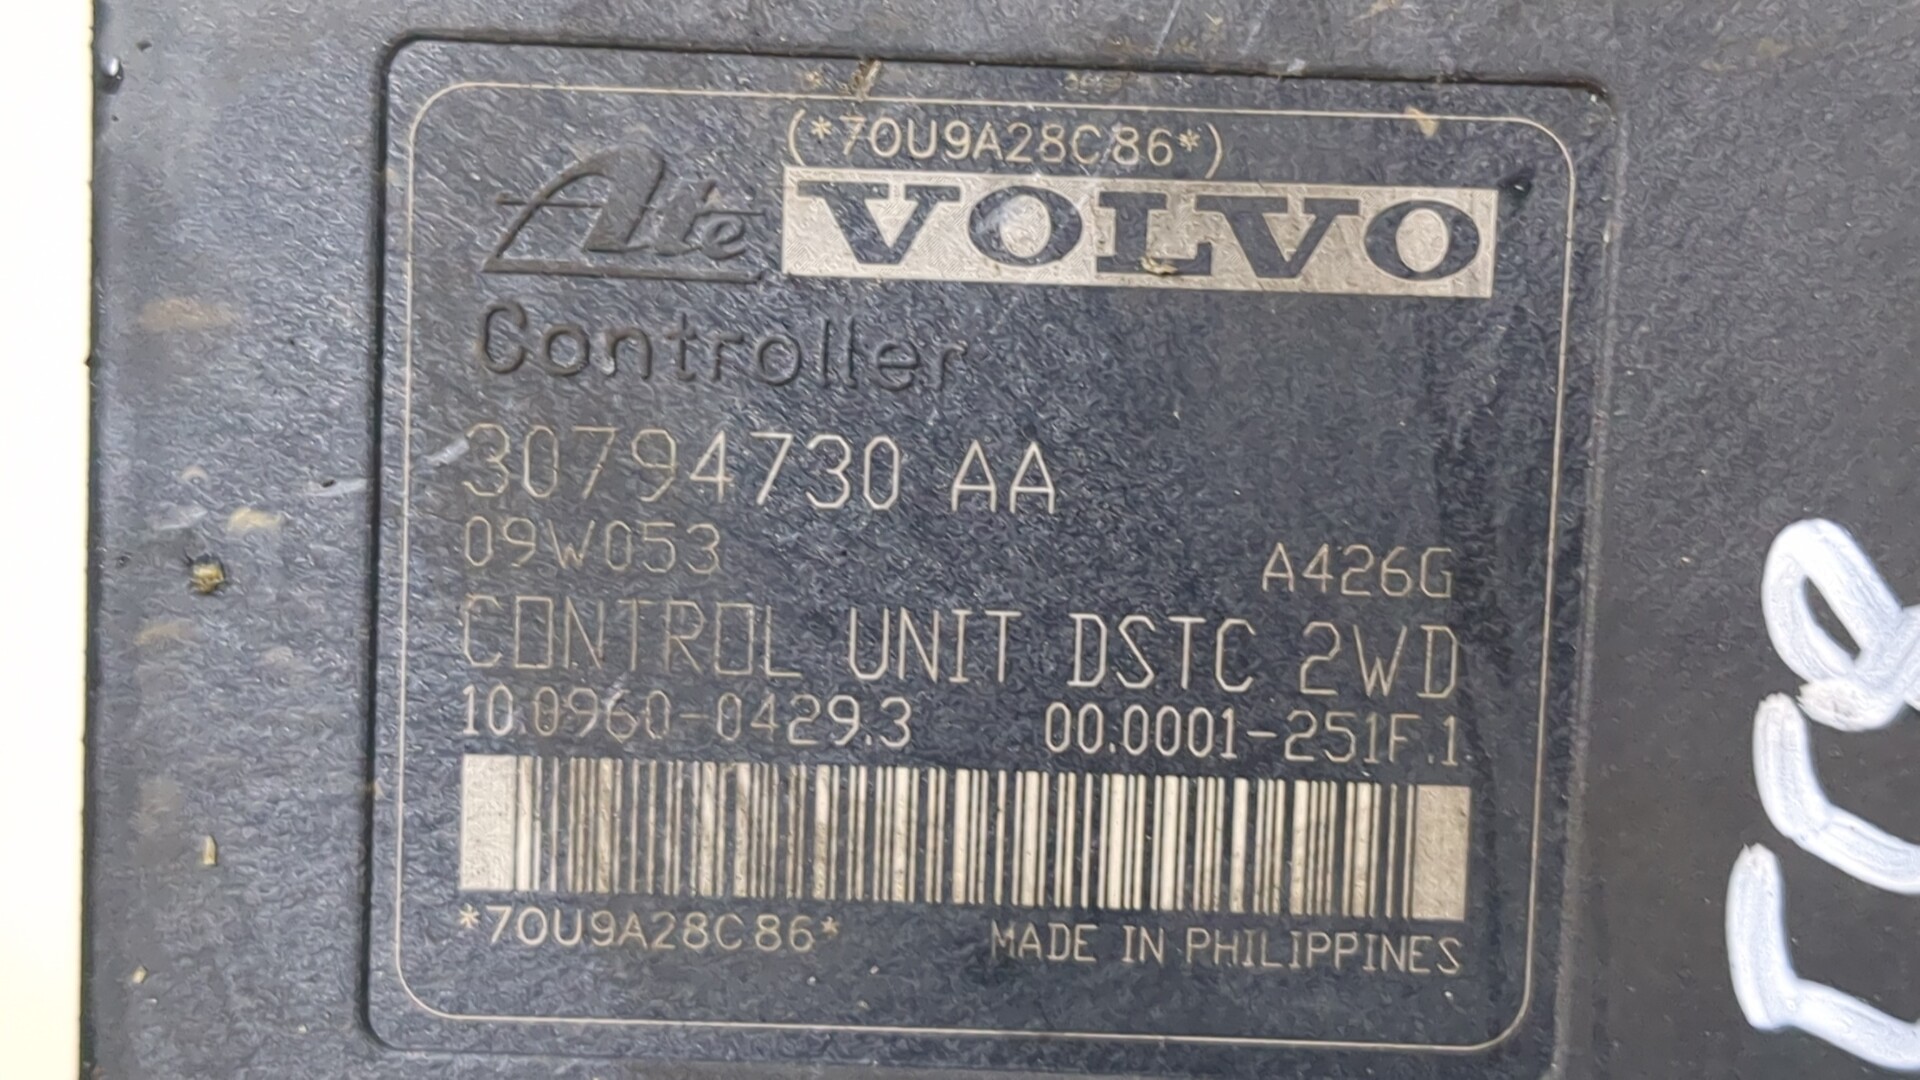 (*70U9A28C86*)
Ate VOLVO
Controller
30794730 AA
09W053 A426G
CONTROL UNIT DSTC 2WD
10.0960-0429.3 00.0001-251F.1
*70U9A28C86* MADE IN PHILIPPINES